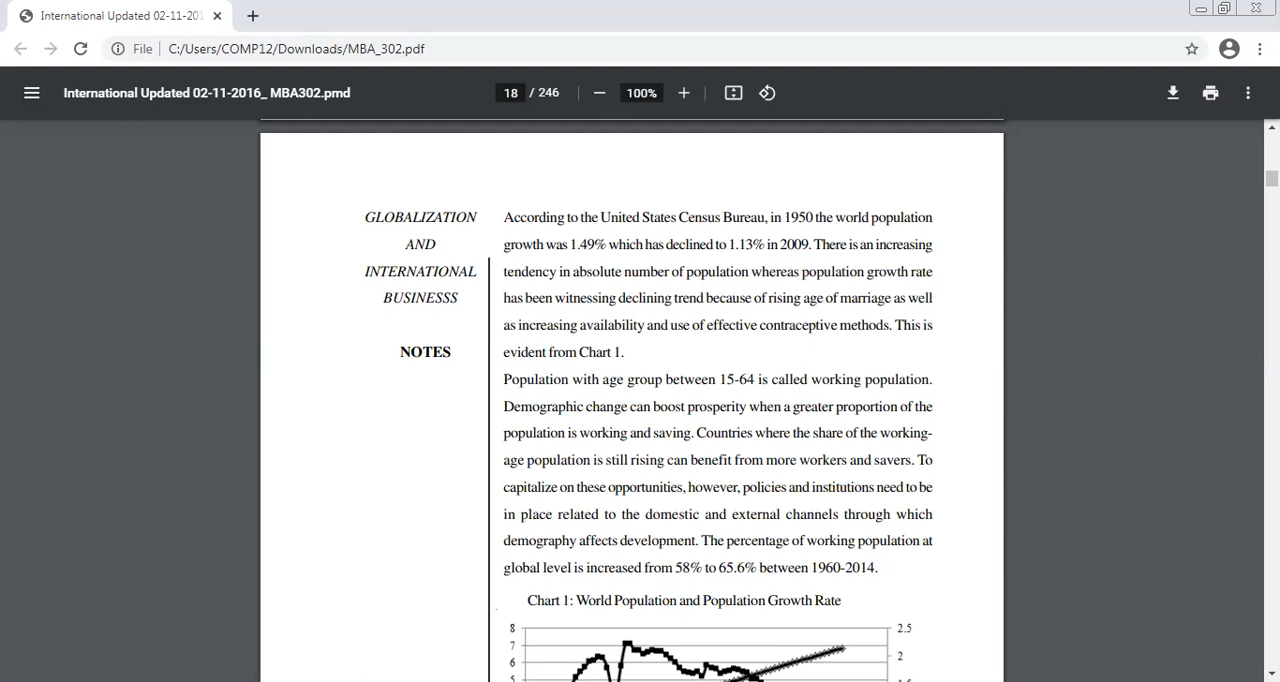 International Updated 02-11-201
File
C:/Users/COMP12/Downloads/MBA_302.pdf
International Updated 02-11-2016_ MBA302.pmd
18 / 246
100%
GLOBALIZATION
AND
INTERNATIONAL
BUSINESSS
NOTES
According to the United States Census Bureau, in 1950 the world population
growth was 1.49% which has declined to 1.13% in 2009. There is an increasing
tendency in absolute number of population whereas population growth rate
has been witnessing declining trend because of rising age of marriage as well
as increasing availability and use of effective contraceptive methods. This is
evident from Chart 1.
Population with age group between 15-64 is called working population.
Demographic change can boost prosperity when a greater proportion of the
population is working and saving. Countries where the share of the working-
age population is still rising can benefit from more workers and savers. To
capitalize on these opportunities, however, policies and institutions need to be
in place related to the domestic and external channels through which
demography affects development. The percentage of working population at
global level is increased from 58% to 65.6% between 1960-2014.
Chart 1: World Population and Population Growth Rate
8
2.5
7
2
6